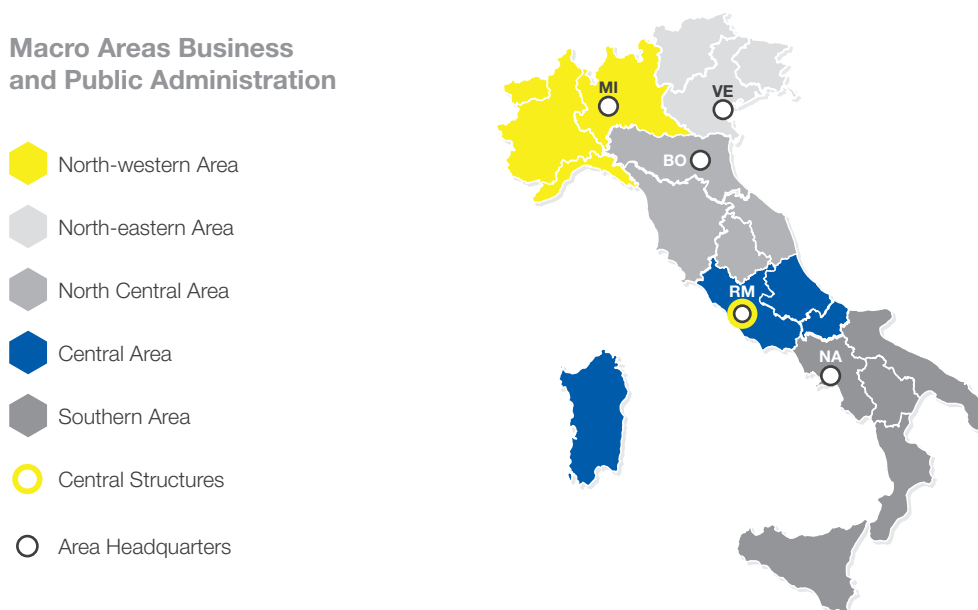 Macro Areas Business
and Public Administration
North-western Area
North-eastern Area
North Central Area
Central Area
Southern Area
Central Structures
Area Headquarters
MI
VE
BO
RM
NA